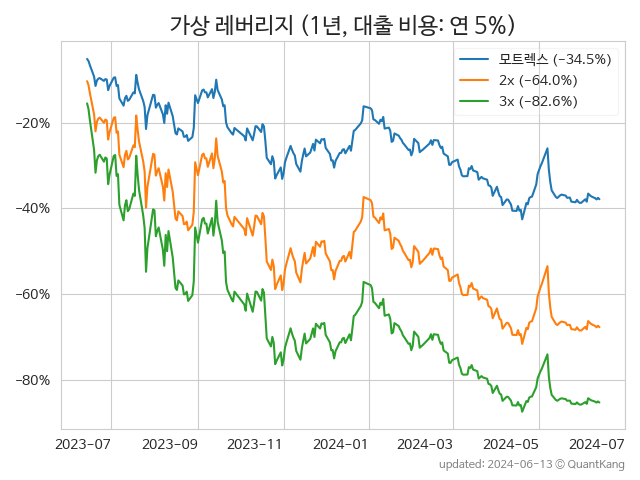 가상 레버리지 (1년, 대출 비용: 연 5%)
모트렉스 (−34.5%)
2x (−64.0%)
3x (−82.6%)
−20%
−40%
−60%
−80%
2023-07 2023-09 2023-11 2024-01 2024-03 2024-05 2024-07
updated: 2024-06-13 © QuantKang